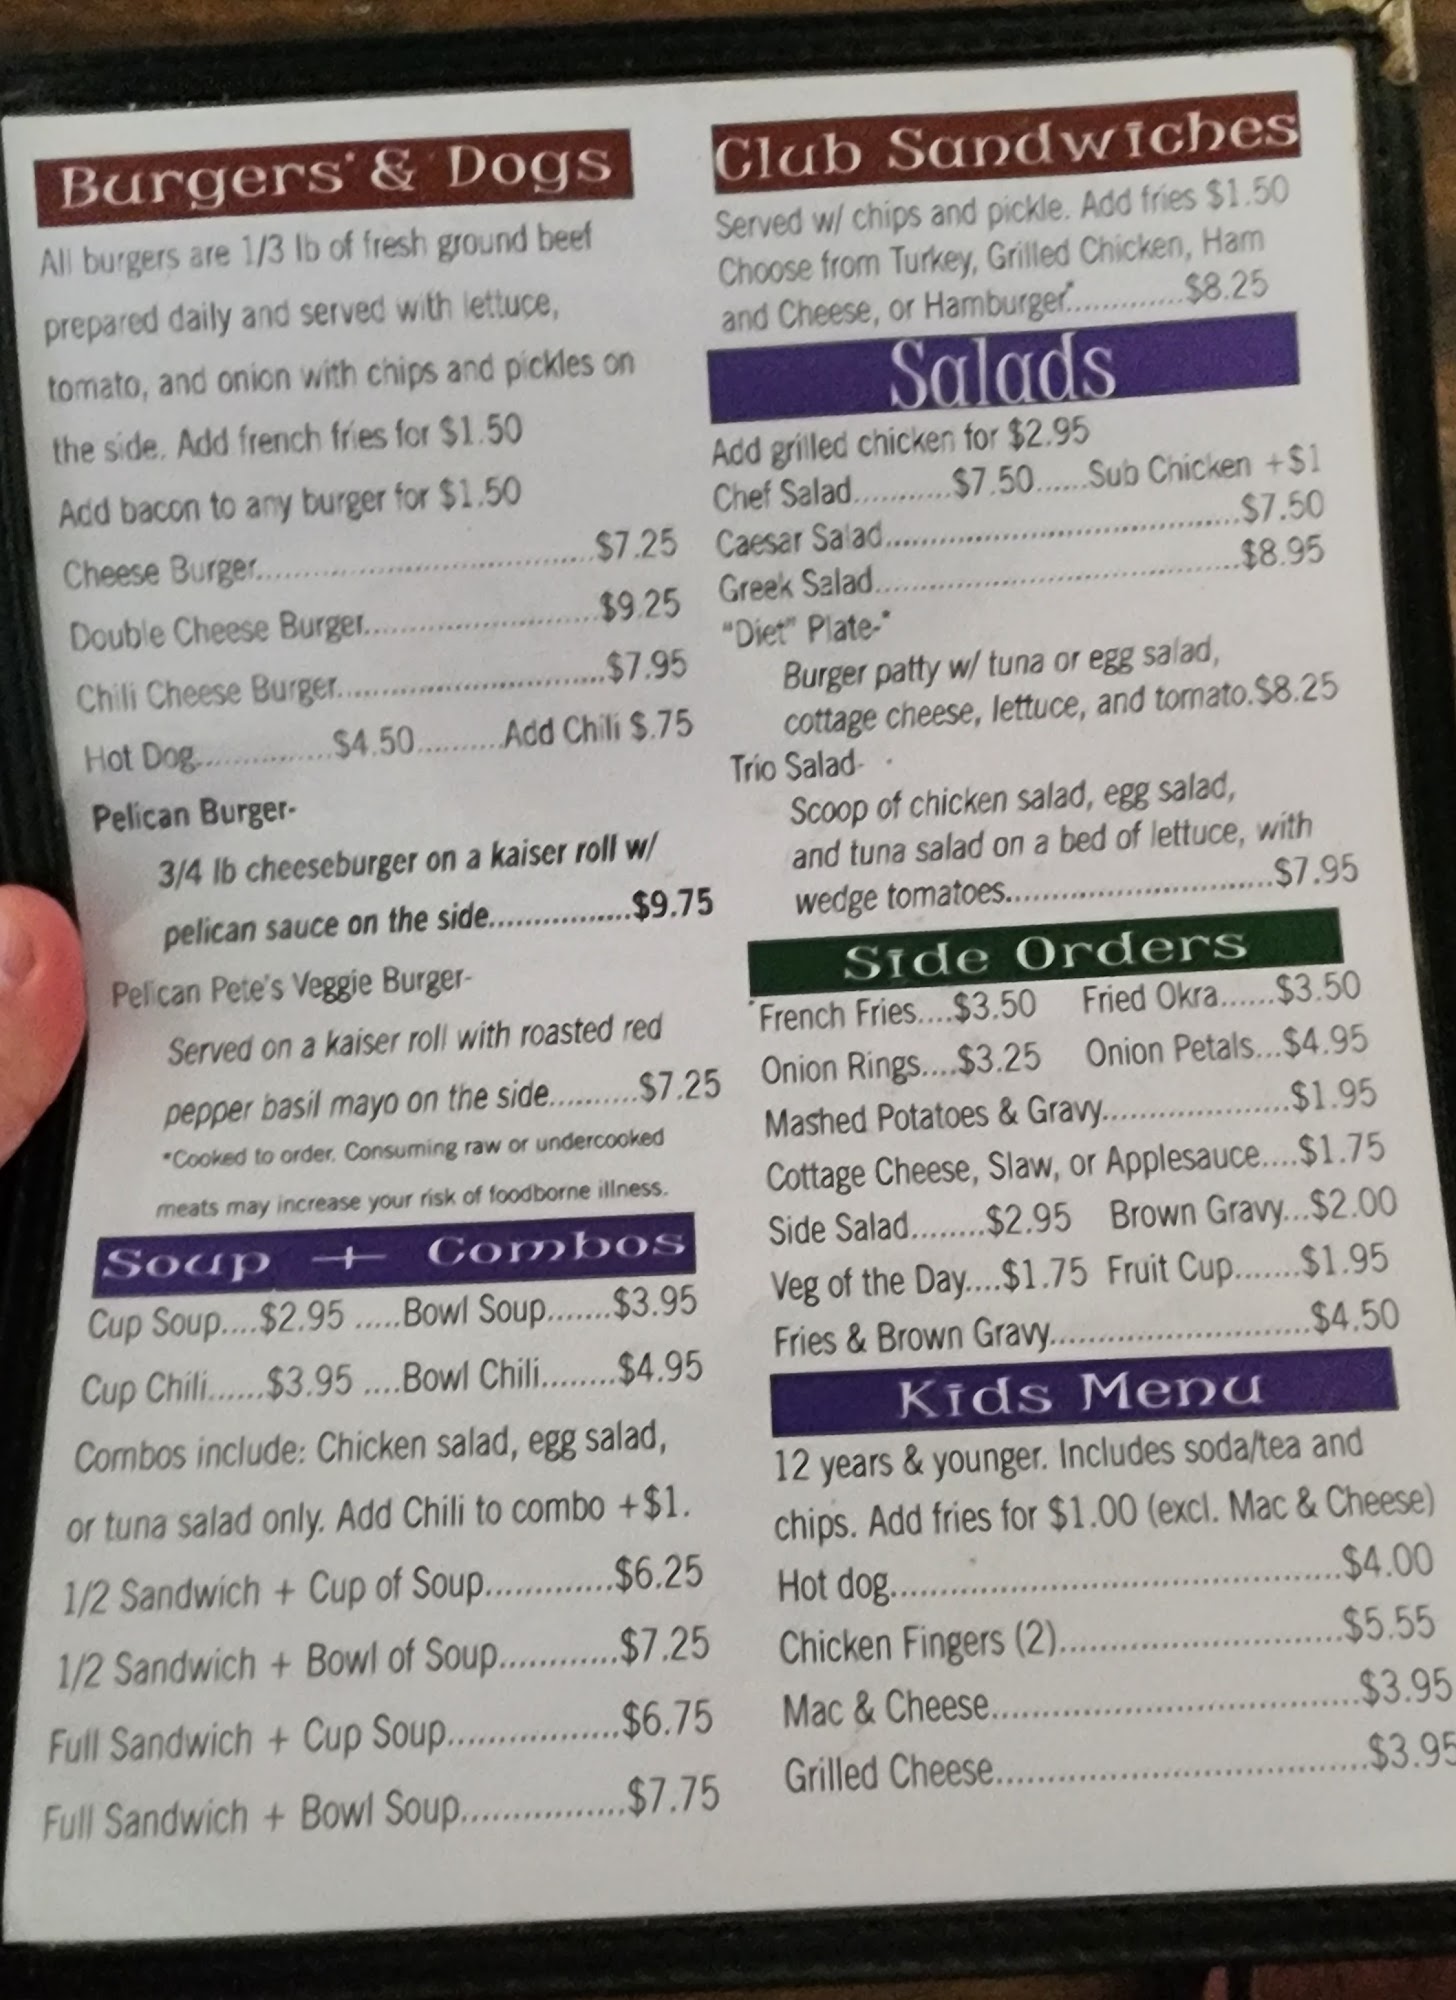 Burgers* & Dogs
All burgers are 1/3 lb of fresh ground beef
prepared daily and served with lettuce,
tomato, and onion with chips and pickles on
the side. Add french fries for $1.50
Add bacon to any burger for $1.50
Cheese Burger..............................$7.25
Double Cheese Burger.....................$9.25
Chili Cheese Burger........................$7.95
Hot Dog..............$4.50..........Add Chili $.75
Pelican Burger-
3/4 lb cheeseburger on a kaiser roll w/
pelican sauce on the side...............$9.75
Pelican Pete's Veggie Burger-
Served on a kaiser roll with roasted red
pepper basil mayo on the side..........$7.25
*Cooked to order. Consuming raw or undercooked
meats may increase your risk of foodborne illness.
Soup + Combos
Cup Soup....$2.95 .....Bowl Soup.......$3.95
Cup Chili......$3.95 ....Bowl Chili........$4.95
Combos include: Chicken salad, egg salad,
or tuna salad only. Add Chili to combo +$1.
1/2 Sandwich + Cup of Soup.............$6.25
1/2 Sandwich + Bowl of Soup............$7.25
Full Sandwich + Cup Soup.................$6.75
Full Sandwich + Bowl Soup................$7.75
Club Sandwiches
Served w/ chips and pickle. Add fries $1.50
Choose from Turkey, Grilled Chicken, Ham
and Cheese, or Hamburger*............$8.25
Salads
Add grilled chicken for $2.95
Chef Salad...........$7.50......Sub Chicken +$1
Caesar Salad.......................................$7.50
Greek Salad........................................$8.95
"Diet" Plate-*
Burger patty w/ tuna or egg salad,
cottage cheese, lettuce, and tomato.$8.25
Trio Salad-
Scoop of chicken salad, egg salad,
and tuna salad on a bed of lettuce, with
wedge tomatoes.............................$7.95
Side Orders
French Fries....$3.50 Fried Okra......$3.50
Onion Rings....$3.25 Onion Petals...$4.95
Mashed Potatoes & Gravy.....................$1.95
Cottage Cheese, Slaw, or Applesauce....$1.75
Side Salad........$2.95 Brown Gravy...$2.00
Veg of the Day....$1.75 Fruit Cup.......$1.95
Fries & Brown Gravy............................$4.50
Kids Menu
12 years & younger. Includes soda/tea and
chips. Add fries for $1.00 (excl. Mac & Cheese)
Hot dog.................................................$4.00
Chicken Fingers (2)..............................$5.55
Mac & Cheese........................................$3.95
Grilled Cheese........................................$3.95